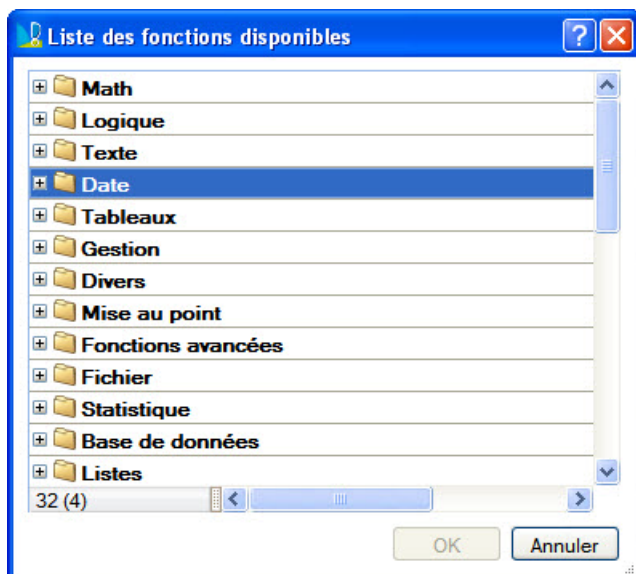 Liste des fonctions disponibles
Math
Logique
Texte
Date
Tableaux
Gestion
Divers
Mise au point
Fonctions avancées
Fichier
Statistique
Base de données
Listes
32 (4)
OK
Annuler